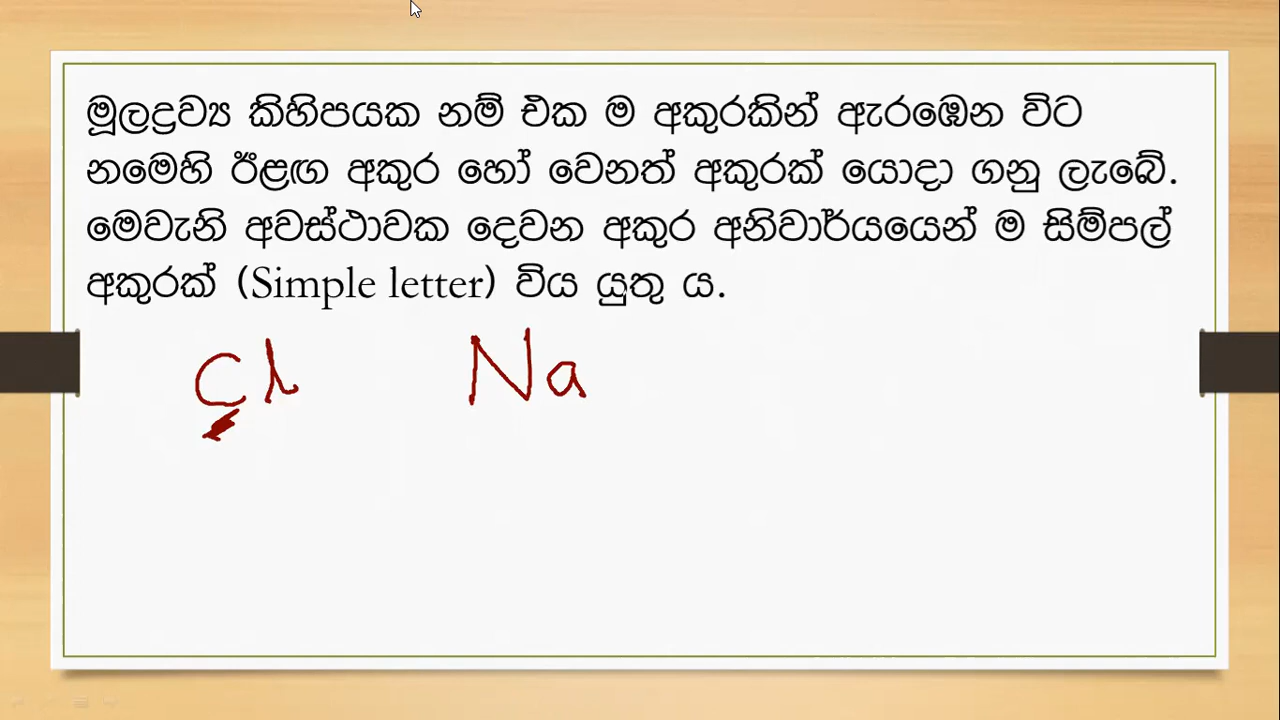 මූලද්‍රව්‍ය කිහිපයක නම් එක ම අකුරකින් ඇරඹෙන විට
නමෙහි ඊළඟ අකුර හෝ වෙනත් අකුරක් යොදා ගනු ලැබේ.
මෙවැනි අවස්ථාවක දෙවන අකුර අනිවාර්යයෙන් ම සිම්පල්
අකුරක් (Simple letter) විය යුතු ය.
Cl Na